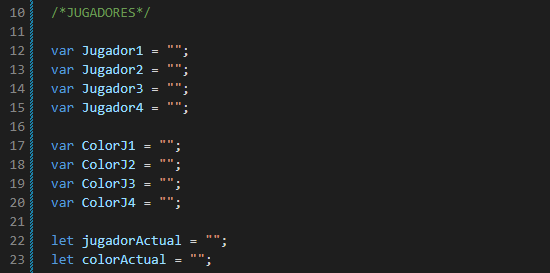 10 /*JUGADORES*/
11
12 var Jugador1 = "";
13 var Jugador2 = "";
14 var Jugador3 = "";
15 var Jugador4 = "";
16
17 var ColorJ1 = "";
18 var ColorJ2 = "";
19 var ColorJ3 = "";
20 var ColorJ4 = "";
21
22 let jugadorActual = "";
23 let colorActual = "";